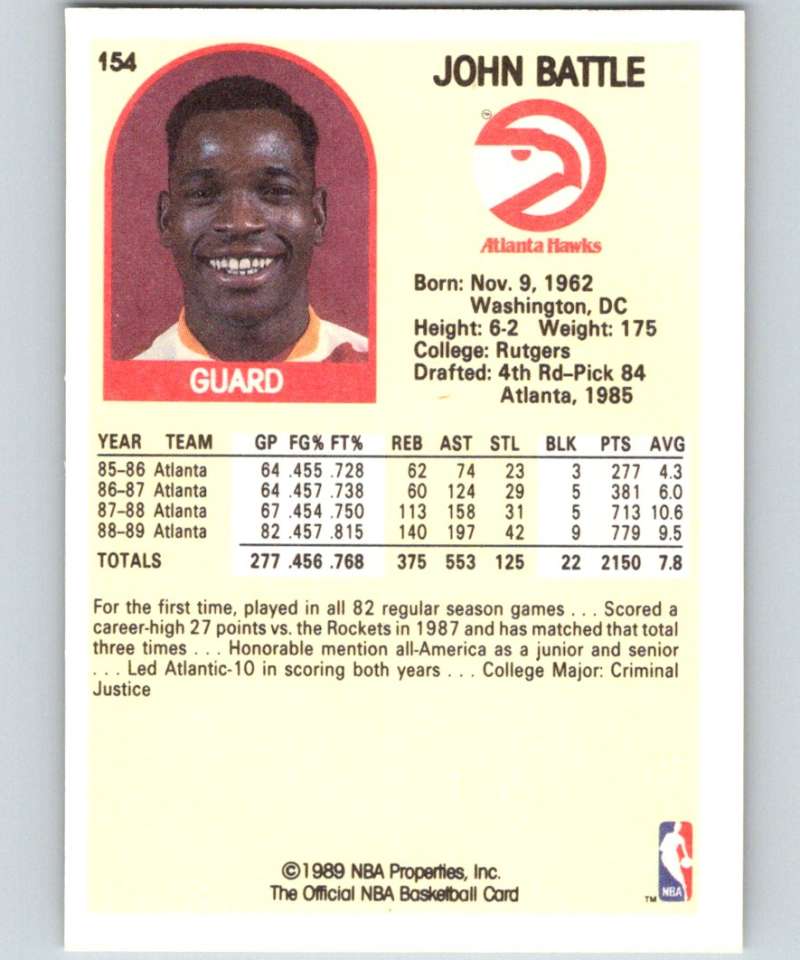 154
JOHN BATTLE
TM
Atlanta Hawks
GUARD
Born: Nov. 9, 1962
Washington, DC
Height: 6-2 Weight: 175
College: Rutgers
Drafted: 4th Rd–Pick 84
Atlanta, 1985
YEAR TEAM GP FG% FT% REB AST STL BLK PTS AVG
85–86 Atlanta 64 .455 .728 62 74 23 3 277 4.3
86–87 Atlanta 64 .457 .738 60 124 29 5 381 6.0
87–88 Atlanta 67 .454 .750 113 158 31 5 713 10.6
88–89 Atlanta 82 .457 .815 140 197 42 9 779 9.5
TOTALS 277 .456 .768 375 553 125 22 2150 7.8
For the first time, played in all 82 regular season games . . . Scored a
career-high 27 points vs. the Rockets in 1987 and has matched that total
three times . . . Honorable mention all-America as a junior and senior
. . . Led Atlantic-10 in scoring both years . . . College Major: Criminal
Justice
©1989 NBA Properties, Inc.
The Official NBA Basketball Card
TM
NBA